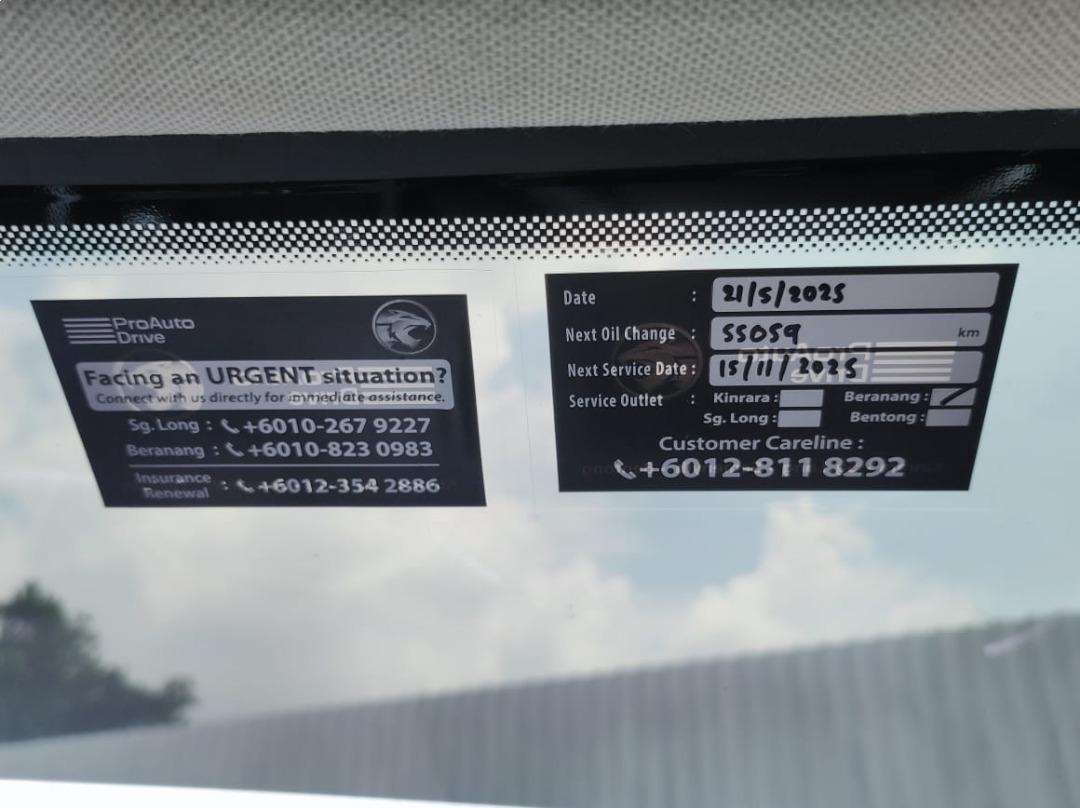 ProAuto
Drive
Facing an URGENT situation?
Connect with us directly for immediate assistance.
Sg. Long : +6010-267 9227
Beranang : +6010-823 0983
Insurance
Renewal : +6012-354 2886
Date : 21/5/2025
Next Oil Change : 55059 km
Next Service Date : 15/11/2025
Service Outlet : Kinrara : Beranang :
Sg. Long : Bentong :
Customer Careline :
+6012-811 8292